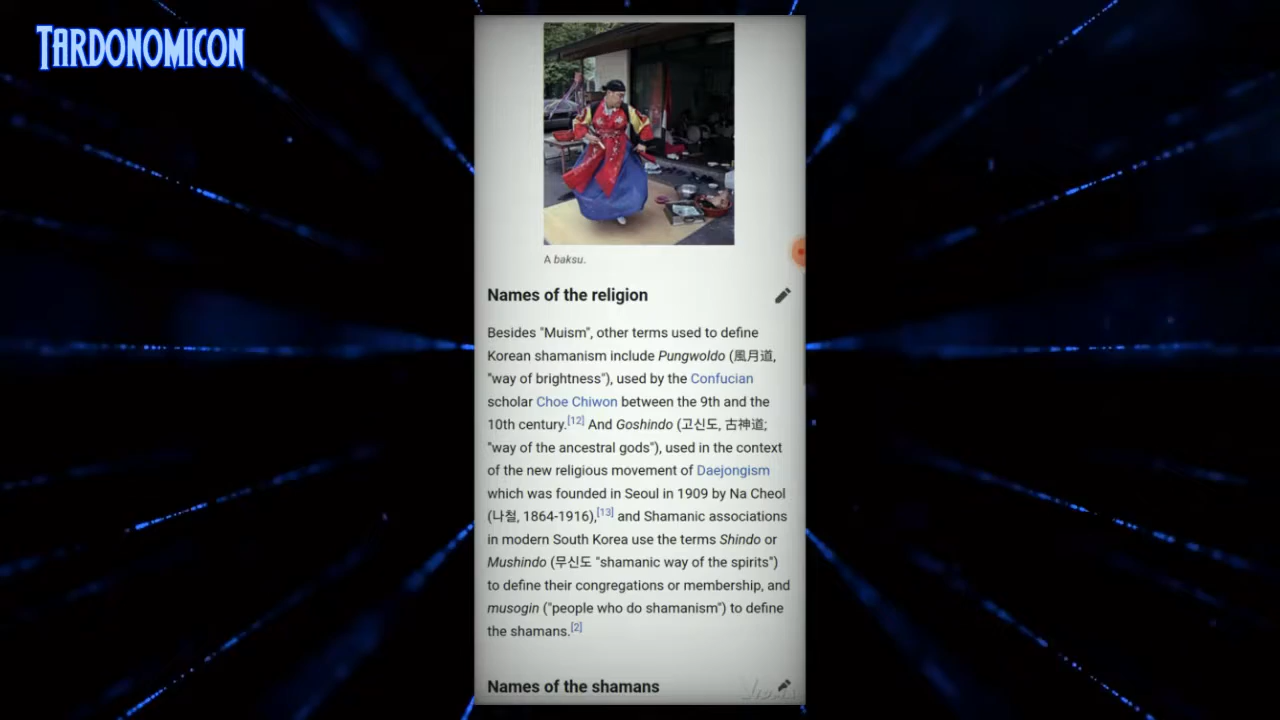 TARDONOMICON
A baksu.
Names of the religion
Besides "Muism", other terms used to define
Korean shamanism include Pungwoldo (風月道,
"way of brightness"), used by the Confucian
scholar Choe Chiwon between the 9th and the
10th century.[12] And Goshindo (고신도, 古神道;
"way of the ancestral gods"), used in the context
of the new religious movement of Daejongism
which was founded in Seoul in 1909 by Na Cheol
(나철, 1864-1916),[13] and Shamanic associations
in modern South Korea use the terms Shindo or
Mushindo (무신도 "shamanic way of the spirits")
to define their congregations or membership, and
musogin ("people who do shamanism") to define
the shamans.[2]
Names of the shamans